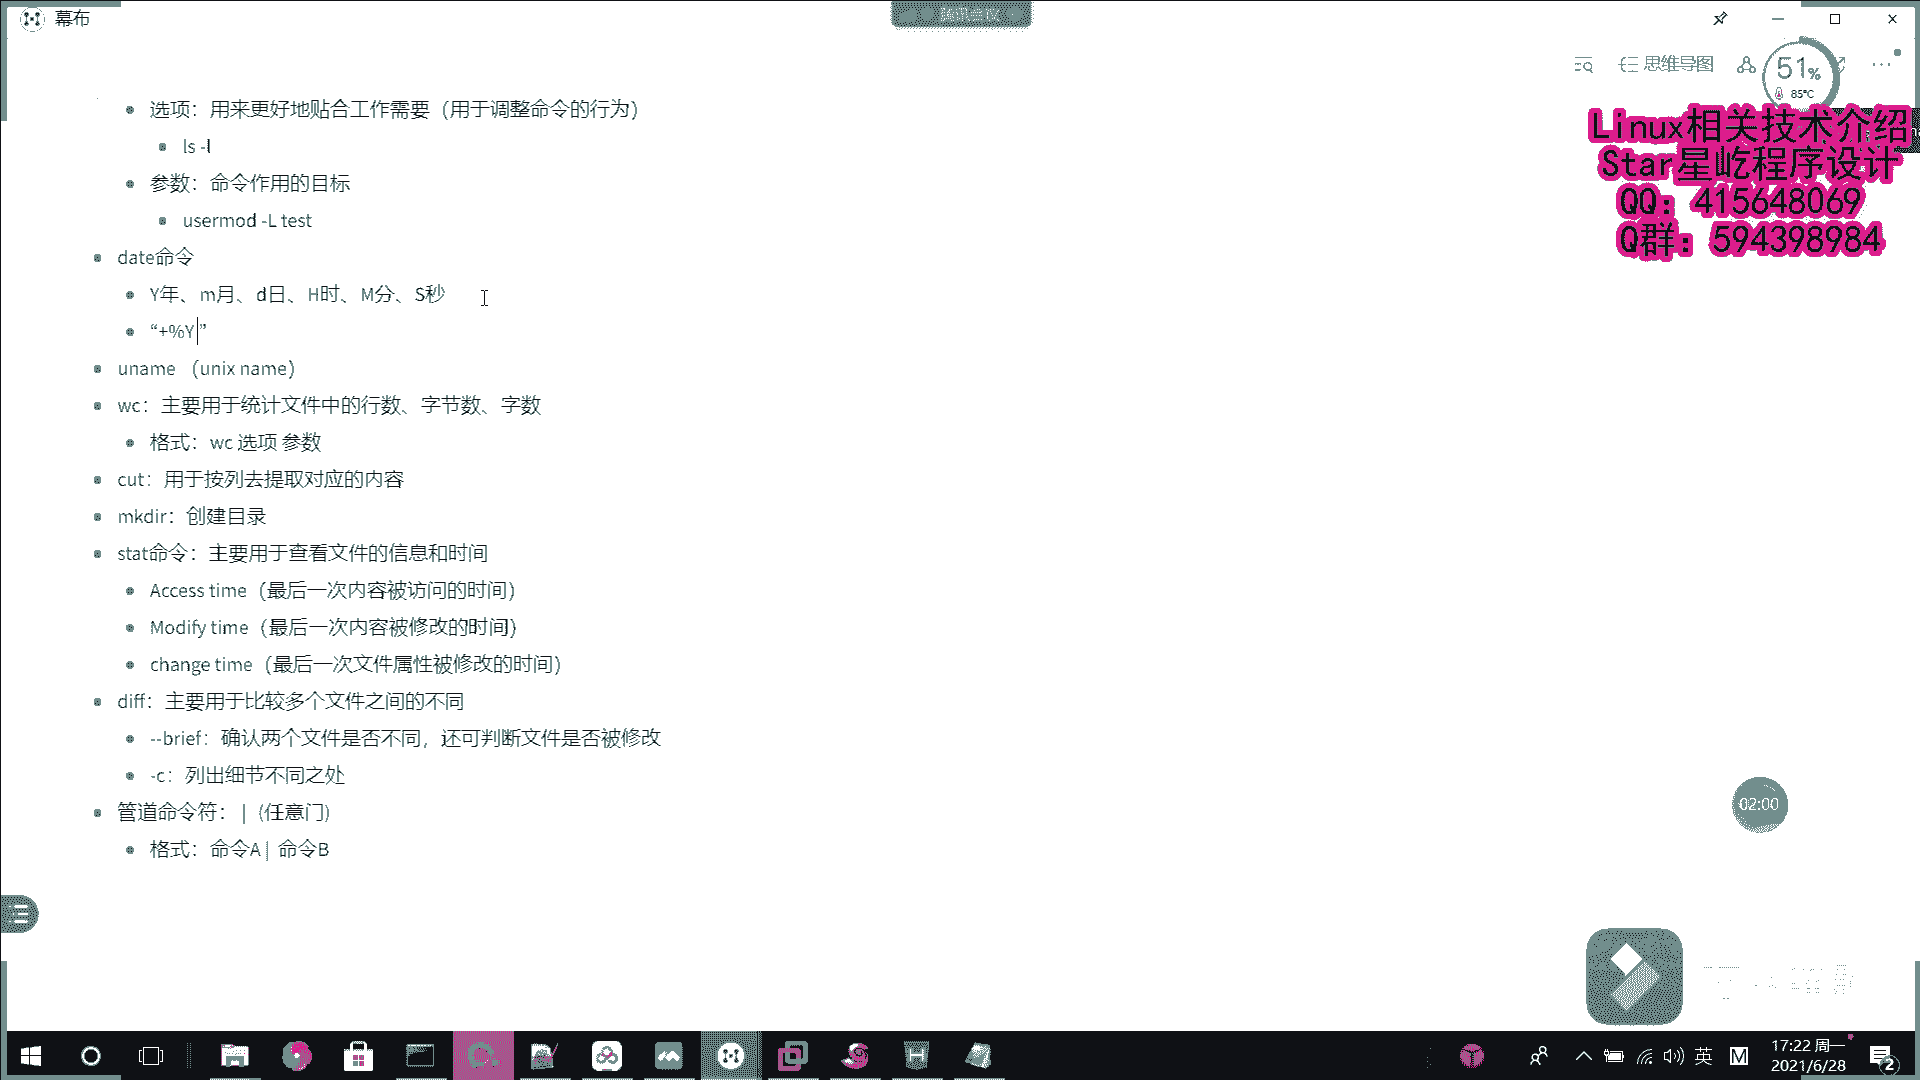 幕布
思维导图
51%
85°C
Linux相关技术介绍
Star星屹程序设计
QQ：415648069
Q群：594398984
选项：用来更好地贴合工作需要（用于调整命令的行为）
ls -l
参数：命令作用的目标
usermod -L test
date命令
Y年、m月、d日、H时、M分、S秒
“+%Y ”
uname （unix name）
wc：主要用于统计文件中的行数、字节数、字数
格式：wc 选项 参数
cut：用于按列去提取对应的内容
mkdir：创建目录
stat命令：主要用于查看文件的信息和时间
Access time（最后一次内容被访问的时间）
Modify time（最后一次内容被修改的时间）
change time（最后一次文件属性被修改的时间）
diff：主要用于比较多个文件之间的不同
--brief：确认两个文件是否不同，还可判断文件是否被修改
-c：列出细节不同之处
02:00
管道命令符：|（任意门）
格式：命令A | 命令B
英
M
17:22 周一
2021/6/28
2